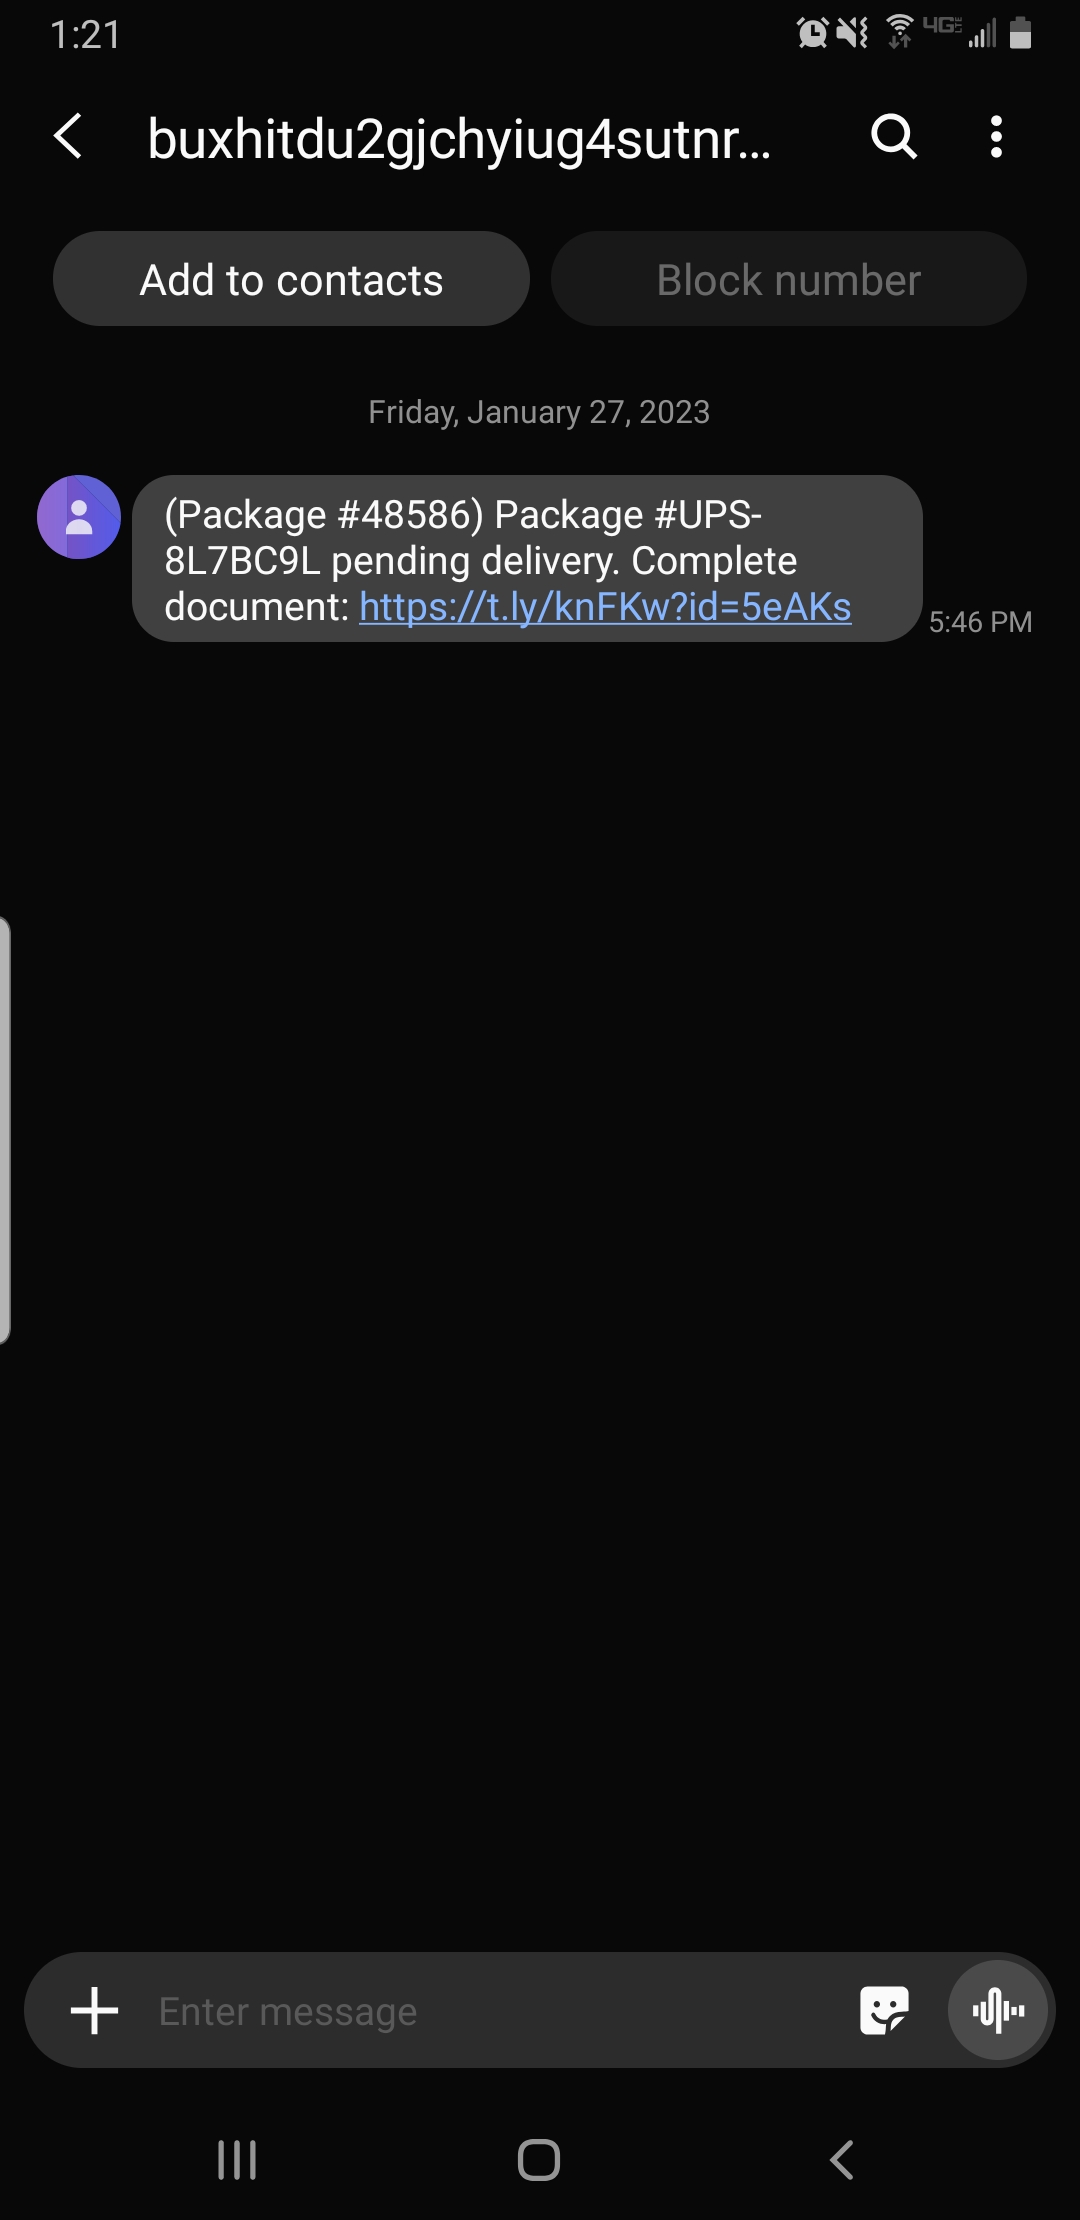 1:21
4G LTE
buxhitdu2gjchyiug4sutnr...
Add to contacts
Block number
Friday, January 27, 2023
(Package #48586) Package #UPS-
8L7BC9L pending delivery. Complete
document: https://t.ly/knFKw?id=5eAKs
5:46 PM
Enter message